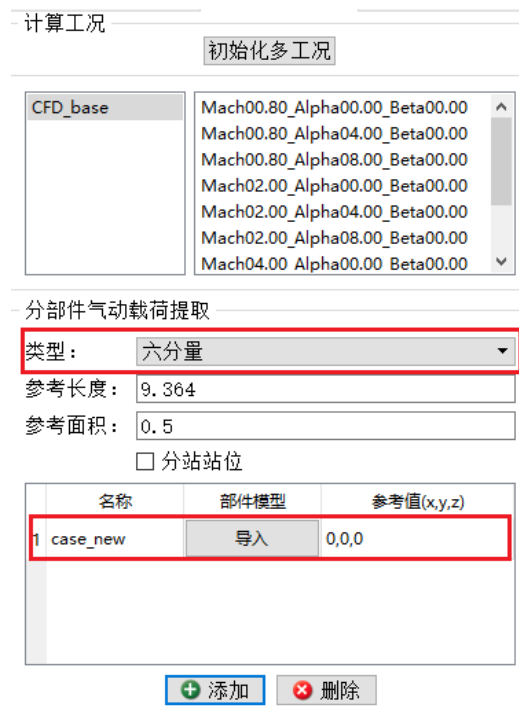 计算工况
初始化多工况
CFD_base
Mach00.80_Alpha00.00_Beta00.00
Mach00.80_Alpha04.00_Beta00.00
Mach00.80_Alpha08.00_Beta00.00
Mach02.00_Alpha00.00_Beta00.00
Mach02.00_Alpha04.00_Beta00.00
Mach02.00_Alpha08.00_Beta00.00
Mach04.00 Alpha00.00 Beta00.00
分部件气动载荷提取
类型： 六分量
参考长度： 9.364
参考面积： 0.5
分站站位
名称 部件模型 参考值(x,y,z)
1 case_new 导入 0,0,0
添加 删除